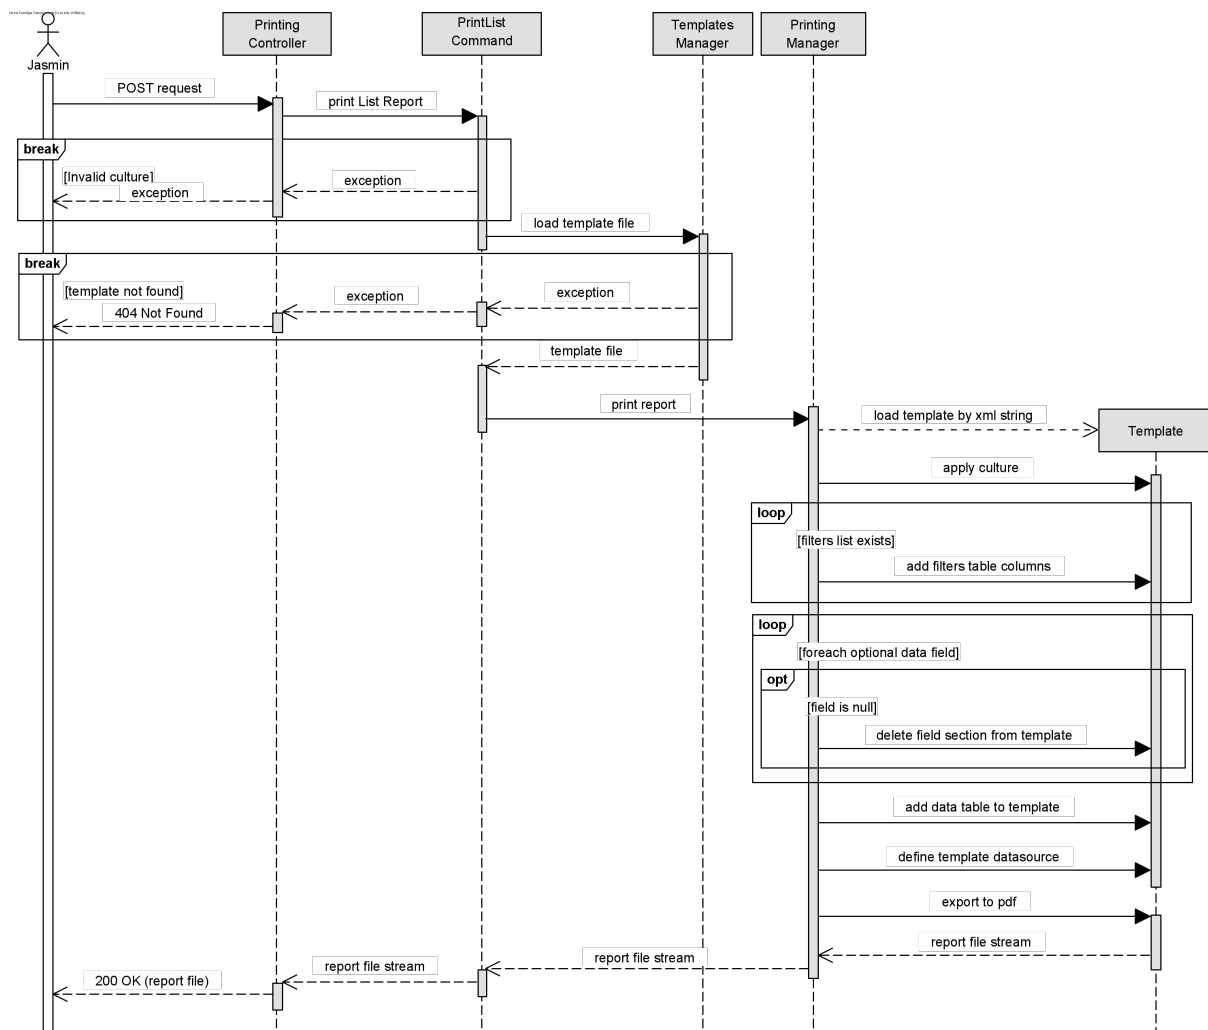 Printing
Controller
PrintList
Command
Templates
Manager
Printing
Manager
Jasmin
POST request
print List Report
break
[Invalid culture]
exception
exception
load template file
break
[template not found]
exception
exception
404 Not Found
template file
print report
load template by xml string
Template
apply culture
loop
[filters list exists]
add filters table columns
loop
[foreach optional data field]
opt
[field is null]
delete field section from template
add data table to template
define template datasource
export to pdf
report file stream
report file stream
report file stream
200 OK (report file)